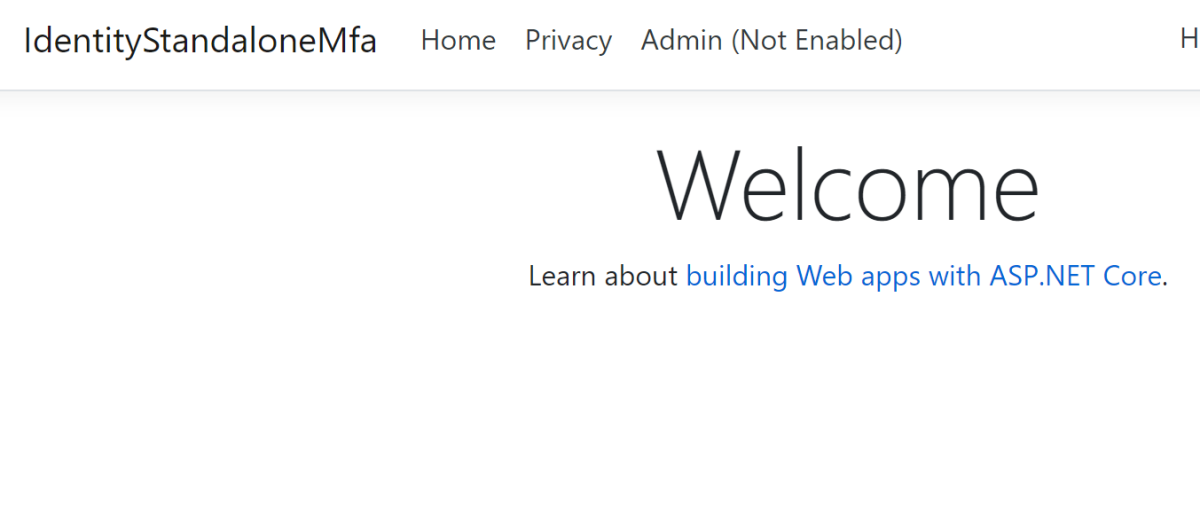 IdentityStandaloneMfa Home Privacy Admin (Not Enabled) H
Welcome
Learn about building Web apps with ASP.NET Core.